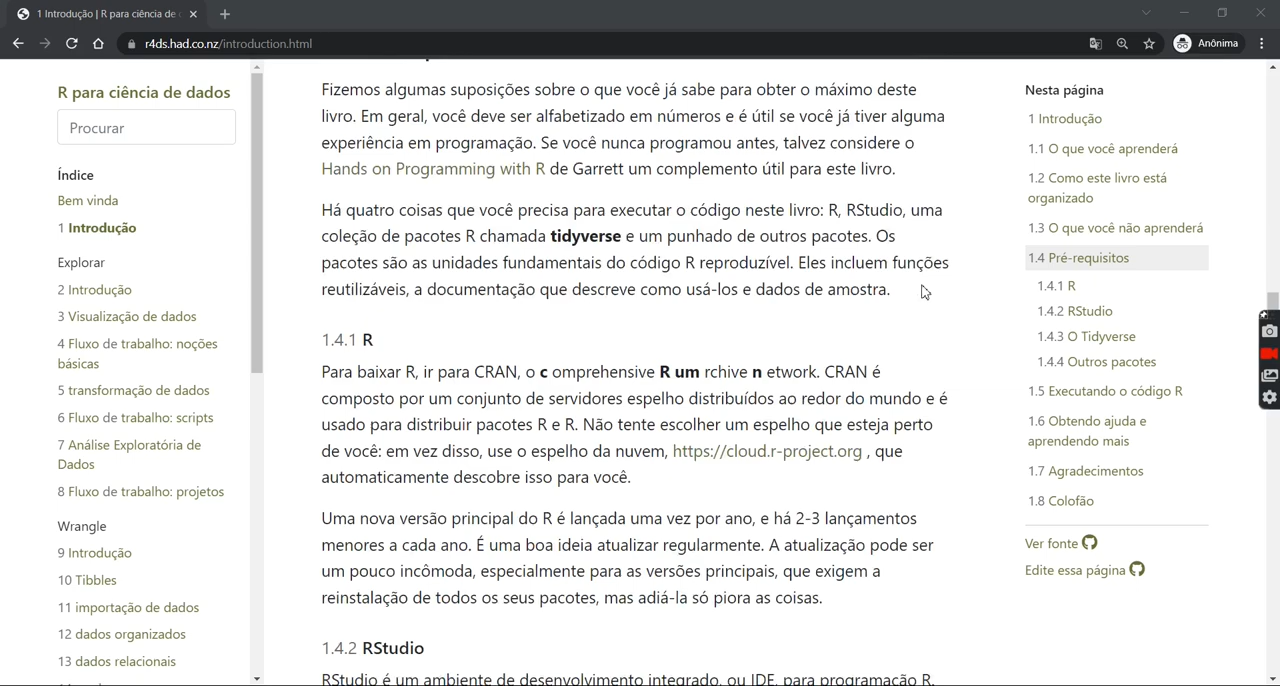 1 Introdução | R para ciência de
r4ds.had.co.nz/introduction.html
Anônima
R para ciência de dados
Procurar
Índice
Bem vinda
1 Introdução
Explorar
2 Introdução
3 Visualização de dados
4 Fluxo de trabalho: noções
básicas
5 transformação de dados
6 Fluxo de trabalho: scripts
7 Análise Exploratória de
Dados
8 Fluxo de trabalho: projetos
Wrangle
9 Introdução
10 Tibbles
11 importação de dados
12 dados organizados
13 dados relacionais
Fizemos algumas suposições sobre o que você já sabe para obter o máximo deste
livro. Em geral, você deve ser alfabetizado em números e é útil se você já tiver alguma
experiência em programação. Se você nunca programou antes, talvez considere o
Hands on Programming with R de Garrett um complemento útil para este livro.
Há quatro coisas que você precisa para executar o código neste livro: R, RStudio, uma
coleção de pacotes R chamada tidyverse e um punhado de outros pacotes. Os
pacotes são as unidades fundamentais do código R reproduzível. Eles incluem funções
reutilizáveis, a documentação que descreve como usá-los e dados de amostra.
1.4.1 R
Para baixar R, ir para CRAN, o c omprehensive R um rchive n etwork. CRAN é
composto por um conjunto de servidores espelho distribuídos ao redor do mundo e é
usado para distribuir pacotes R e R. Não tente escolher um espelho que esteja perto
de você: em vez disso, use o espelho da nuvem, https://cloud.r-project.org , que
automaticamente descobre isso para você.
Uma nova versão principal do R é lançada uma vez por ano, e há 2-3 lançamentos
menores a cada ano. É uma boa ideia atualizar regularmente. A atualização pode ser
um pouco incômoda, especialmente para as versões principais, que exigem a
reinstalação de todos os seus pacotes, mas adiá-la só piora as coisas.
1.4.2 RStudio
RStudio é um ambiente de desenvolvimento integrado, ou IDE, para programação R.
Nesta página
1 Introdução
1.1 O que você aprenderá
1.2 Como este livro está
organizado
1.3 O que você não aprenderá
1.4 Pré-requisitos
1.4.1 R
1.4.2 RStudio
1.4.3 O Tidyverse
1.4.4 Outros pacotes
1.5 Executando o código R
1.6 Obtendo ajuda e
aprendendo mais
1.7 Agradecimentos
1.8 Colofão
Ver fonte
Edite essa página